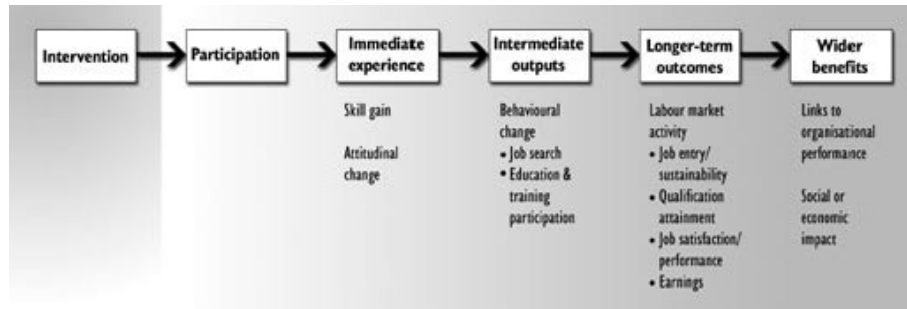 Intervention
Participation
Immediate
experience
Intermediate
outputs
Longer-term
outcomes
Wider
benefits
Skill gain
Attitudinal
change
Behavioural
change
• Job search
• Education &
training
participation
Labour market
activity
• Job entry/
sustainability
• Qualification
attainment
• Job satisfaction/
performance
• Earnings
Links to
organisational
performance
Social or
economic
impact